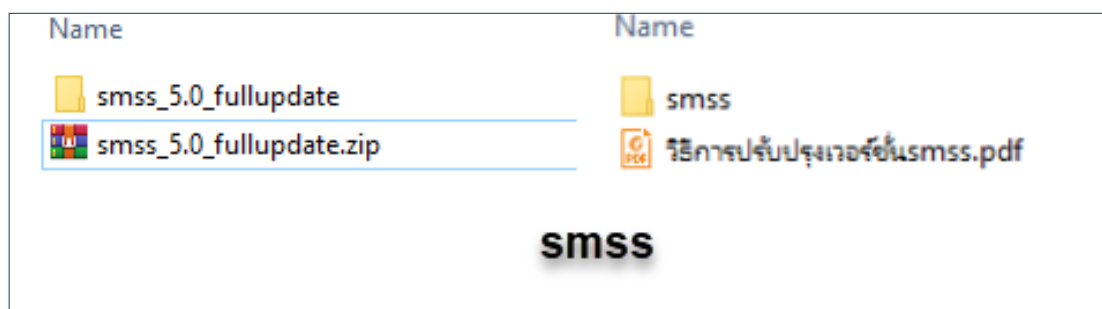 Name
smss_5.0_fullupdate
smss_5.0_fullupdate.zip
Name
smss
วิธีการปรับปรุงเวอร์ชั่นsmss.pdf
smss